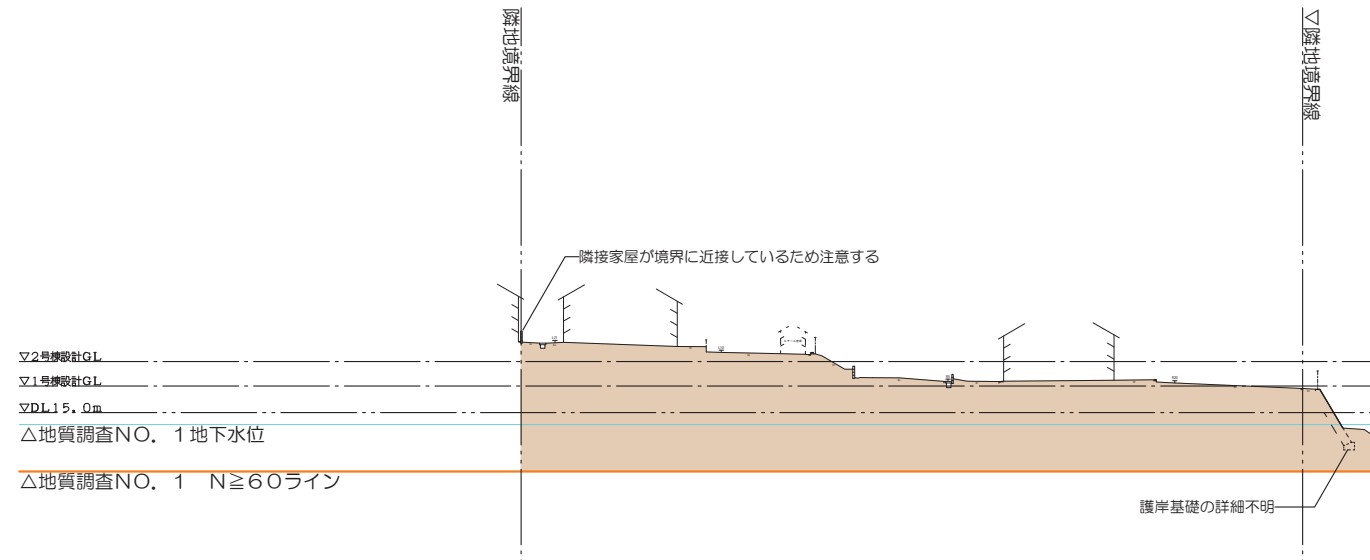 隣地境界線
▽隣地境界線
隣接家屋が境界に近接しているため注意する
▽2号棟設計GL
▽1号棟設計GL
▽DL15.0m
△地質調査NO.1地下水位
△地質調査NO.1 N≧60ライン
護岸基礎の詳細不明